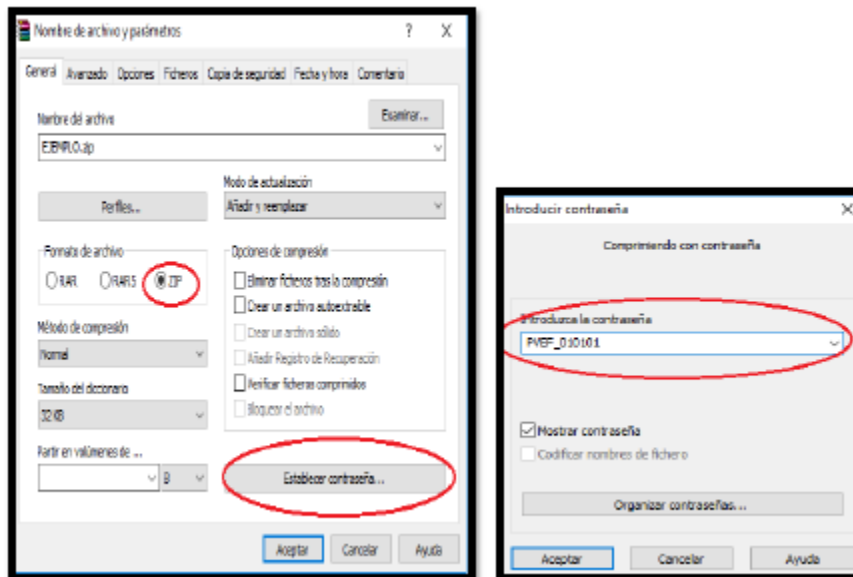 Nombre de archivo y parámetros ? X
General Avanzado Opciones Ficheros Copia de seguridad Fecha y hora Comentario
Nombre del archivo
Examinar...
EJEMPLO.zip
Modo de actualización
Perfiles...
Añadir y reemplazar
Formato de archivo
RAR RAR5 ZIP
Opciones de compresión
Eliminar ficheros tras la compresión
Crear un archivo autoextraible
Crear un archivo sólido
Añadir Registro de Recuperación
Verificar ficheros comprimidos
Bloquear el archivo
Método de compresión
Normal
Tamaño del diccionario
32 KB
Partir en volúmenes de ...
B
Establecer contraseña...
Aceptar Cancelar Ayuda
Introducir contraseña X
Comprimiendo con contraseña
Introduzca la contraseña
PVEF_010101
Mostrar contraseña
Codificar nombres de fichero
Organizar contraseñas...
Aceptar Cancelar Ayuda